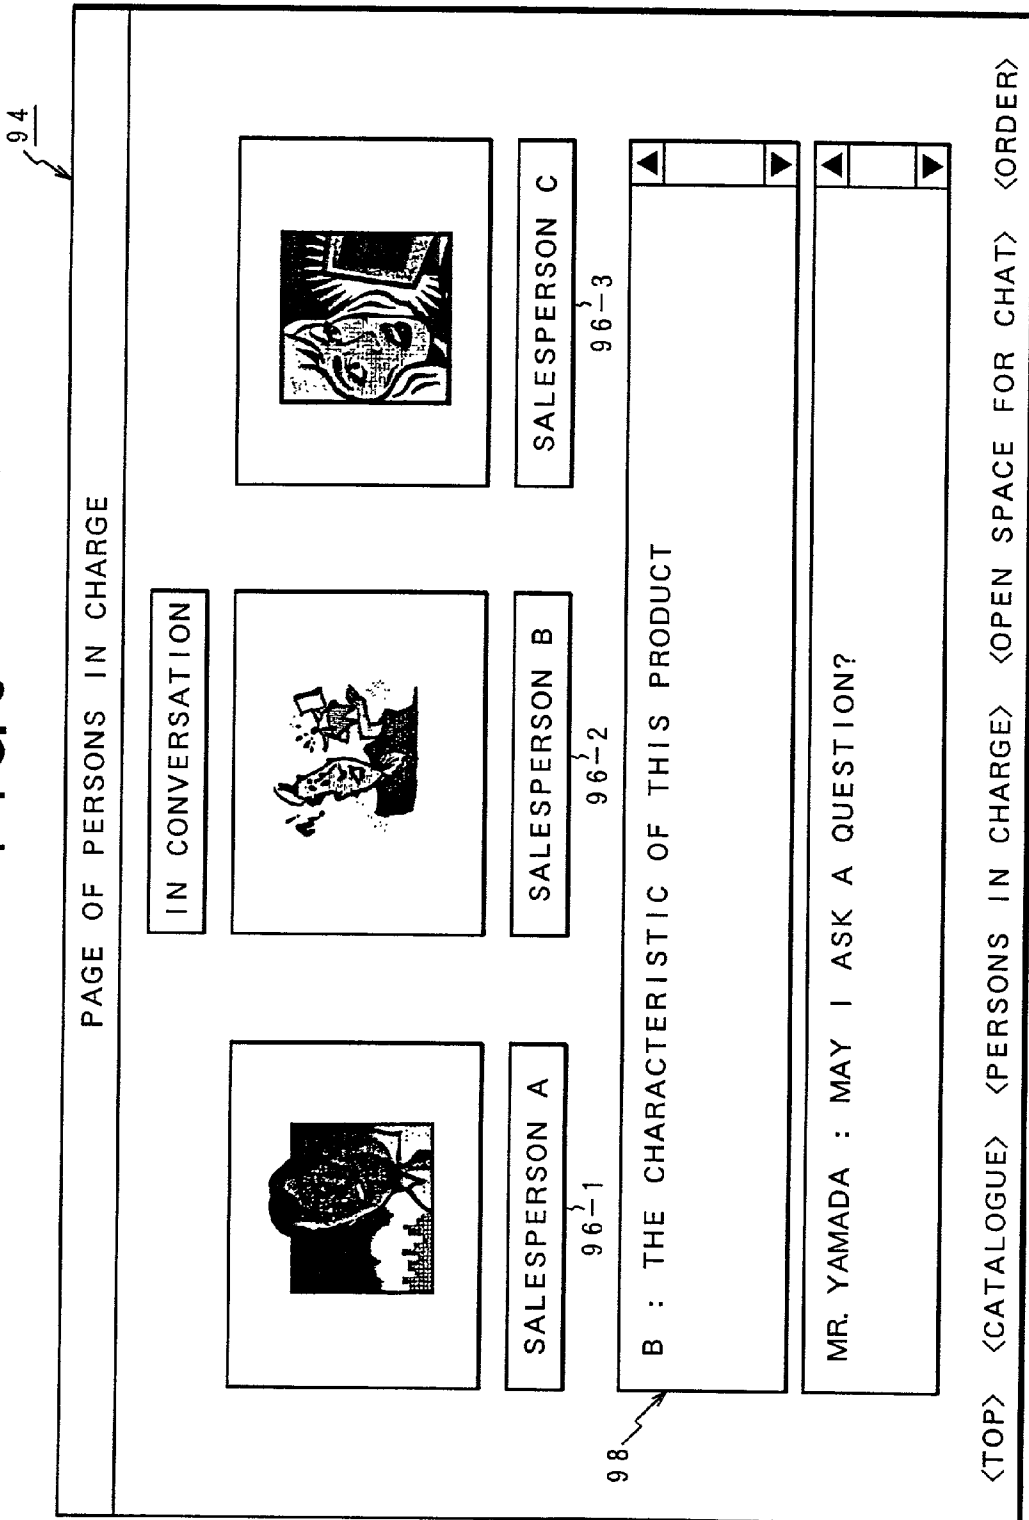 94
PAGE OF PERSONS IN CHARGE
IN CONVERSATION
SALESPERSON A
SALESPERSON B
SALESPERSON C
96-1
96-2
96-3
98
B : THE CHARACTERISTIC OF THIS PRODUCT
MR. YAMADA : MAY I ASK A QUESTION?
〈TOP〉 〈CATALOGUE〉 〈PERSONS IN CHARGE〉 〈OPEN SPACE FOR CHAT〉 〈ORDER〉